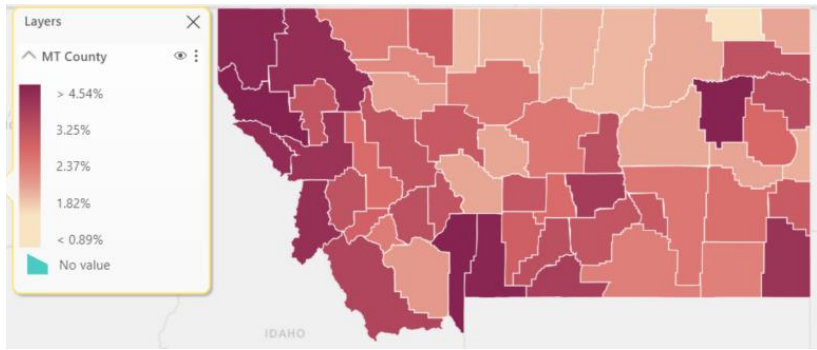 Layers
MT County
> 4.54%
3.25%
2.37%
1.82%
< 0.89%
No value
IDAHO